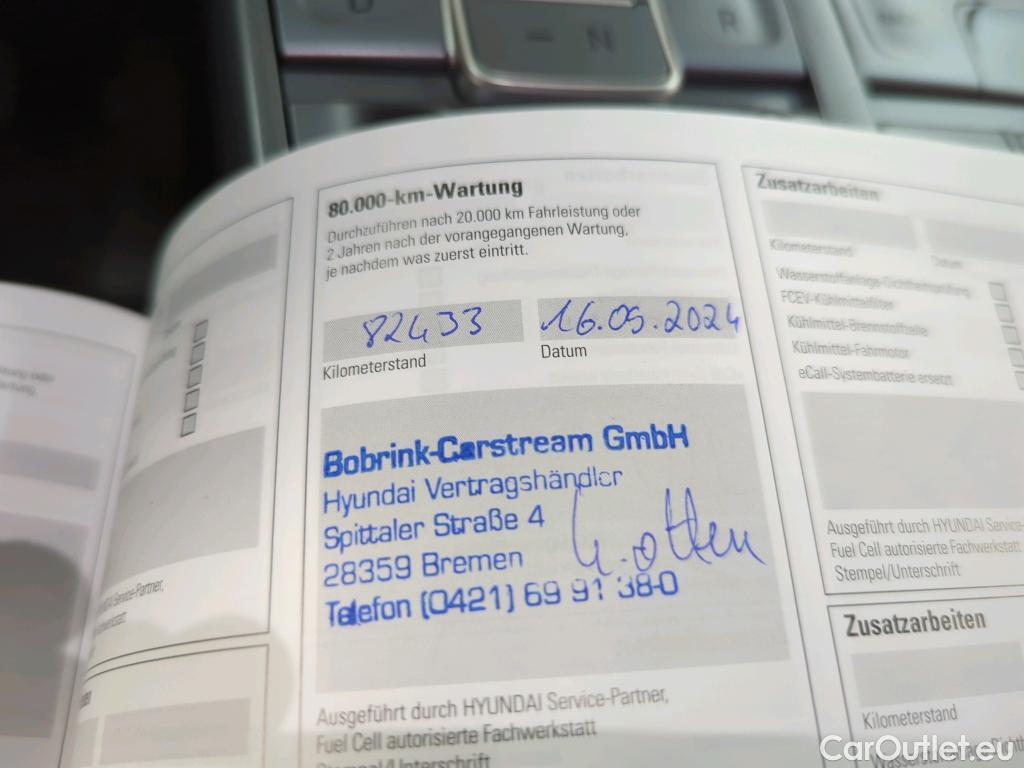 D
N
R
80.000-km-Wartung
Durchzuführen nach 20.000 km Fahrleistung oder
2 Jahren nach der vorangegangenen Wartung,
je nachdem was zuerst eintritt.
82433
16.05.2024
Kilometerstand
Datum
Bobrink-Carstream GmbH
Hyundai Vertragshändler
Spittaler Straße 4
28359 Bremen
Telefon (0421) 69 91 38-0
Ausgeführt durch HYUNDAI Service-Partner,
Fuel Cell autorisierte Fachwerkstatt
Stempel/Unterschrift
Zusatzarbeiten
Kilometerstand
Datum
Wasserstoffanlage-Dichtheitsprüfung
FCEV-Kühlmittelfilter
Kühlmittel-Brennstoffzelle
Kühlmittel-Fahrmotor
eCall-Systembatterie ersetzt
Ausgeführt durch HYUNDAI Service-
Fuel Cell autorisierte Fachwerkstatt
Stempel/Unterschrift
Zusatzarbeiten
Kilometerstand
CarOutlet.eu